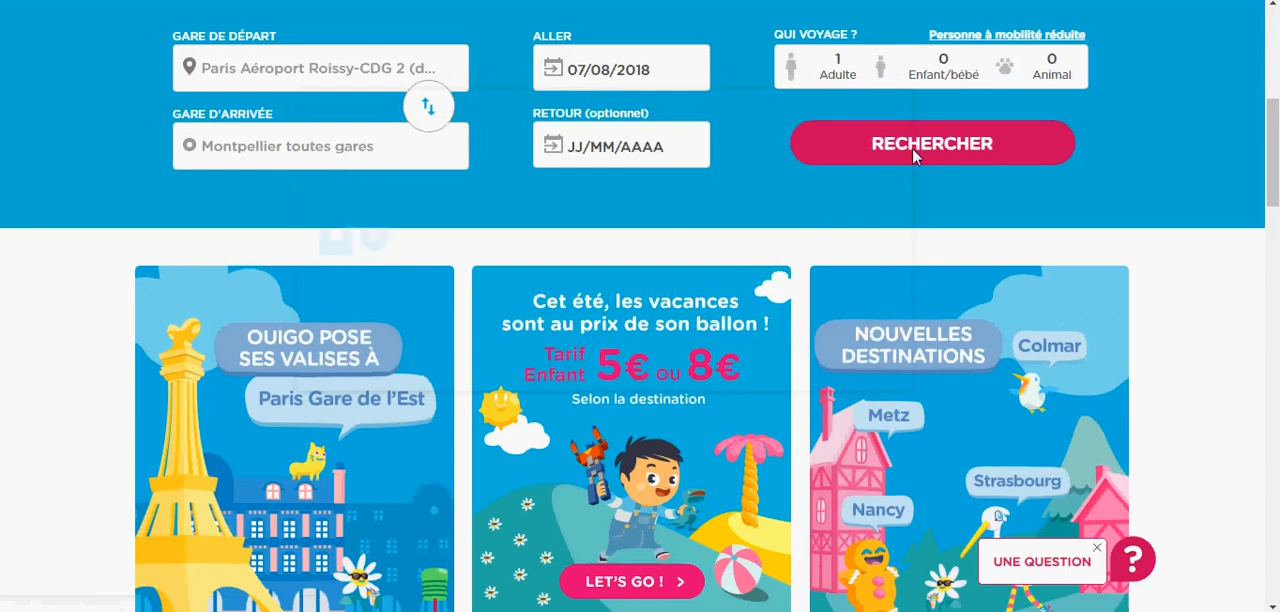 GARE DE DÉPART
Paris Aéroport Roissy-CDG 2 (d...
GARE D'ARRIVÉE
Montpellier toutes gares
ALLER
07/08/2018
RETOUR (optionnel)
JJ/MM/AAAA
QUI VOYAGE ?
Personne à mobilité réduite
1
Adulte
0
Enfant/bébé
0
Animal
RECHERCHER
OUIGO POSE
SES VALISES À
Paris Gare de l'Est
Cet été, les vacances
sont au prix de son ballon !
Tarif
Enfant
5€ OU 8€
Selon la destination
LET'S GO !
NOUVELLES
DESTINATIONS
Colmar
Metz
Strasbourg
Nancy
UNE QUESTION
?